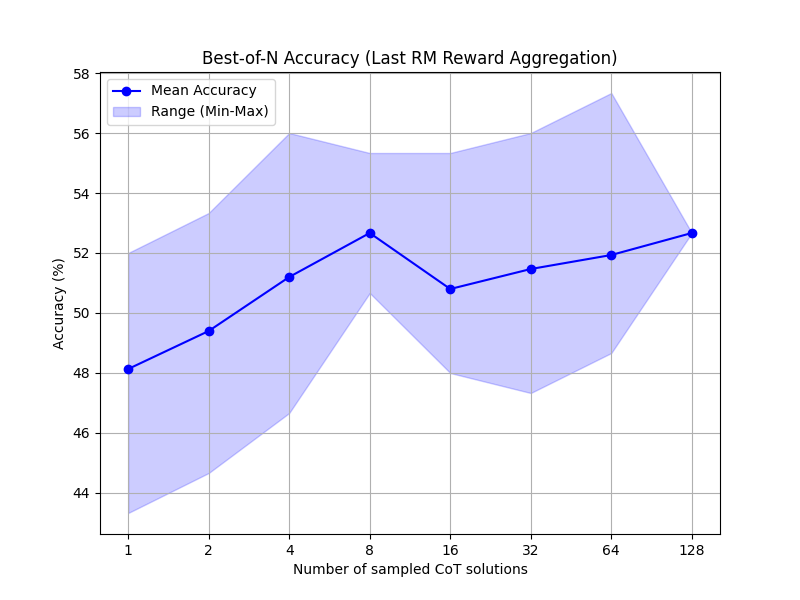 Best-of-N Accuracy (Last RM Reward Aggregation)
Mean Accuracy
Range (Min-Max)
Accuracy (%)
58
56
54
52
50
48
46
44
1 2 4 8 16 32 64 128
Number of sampled CoT solutions